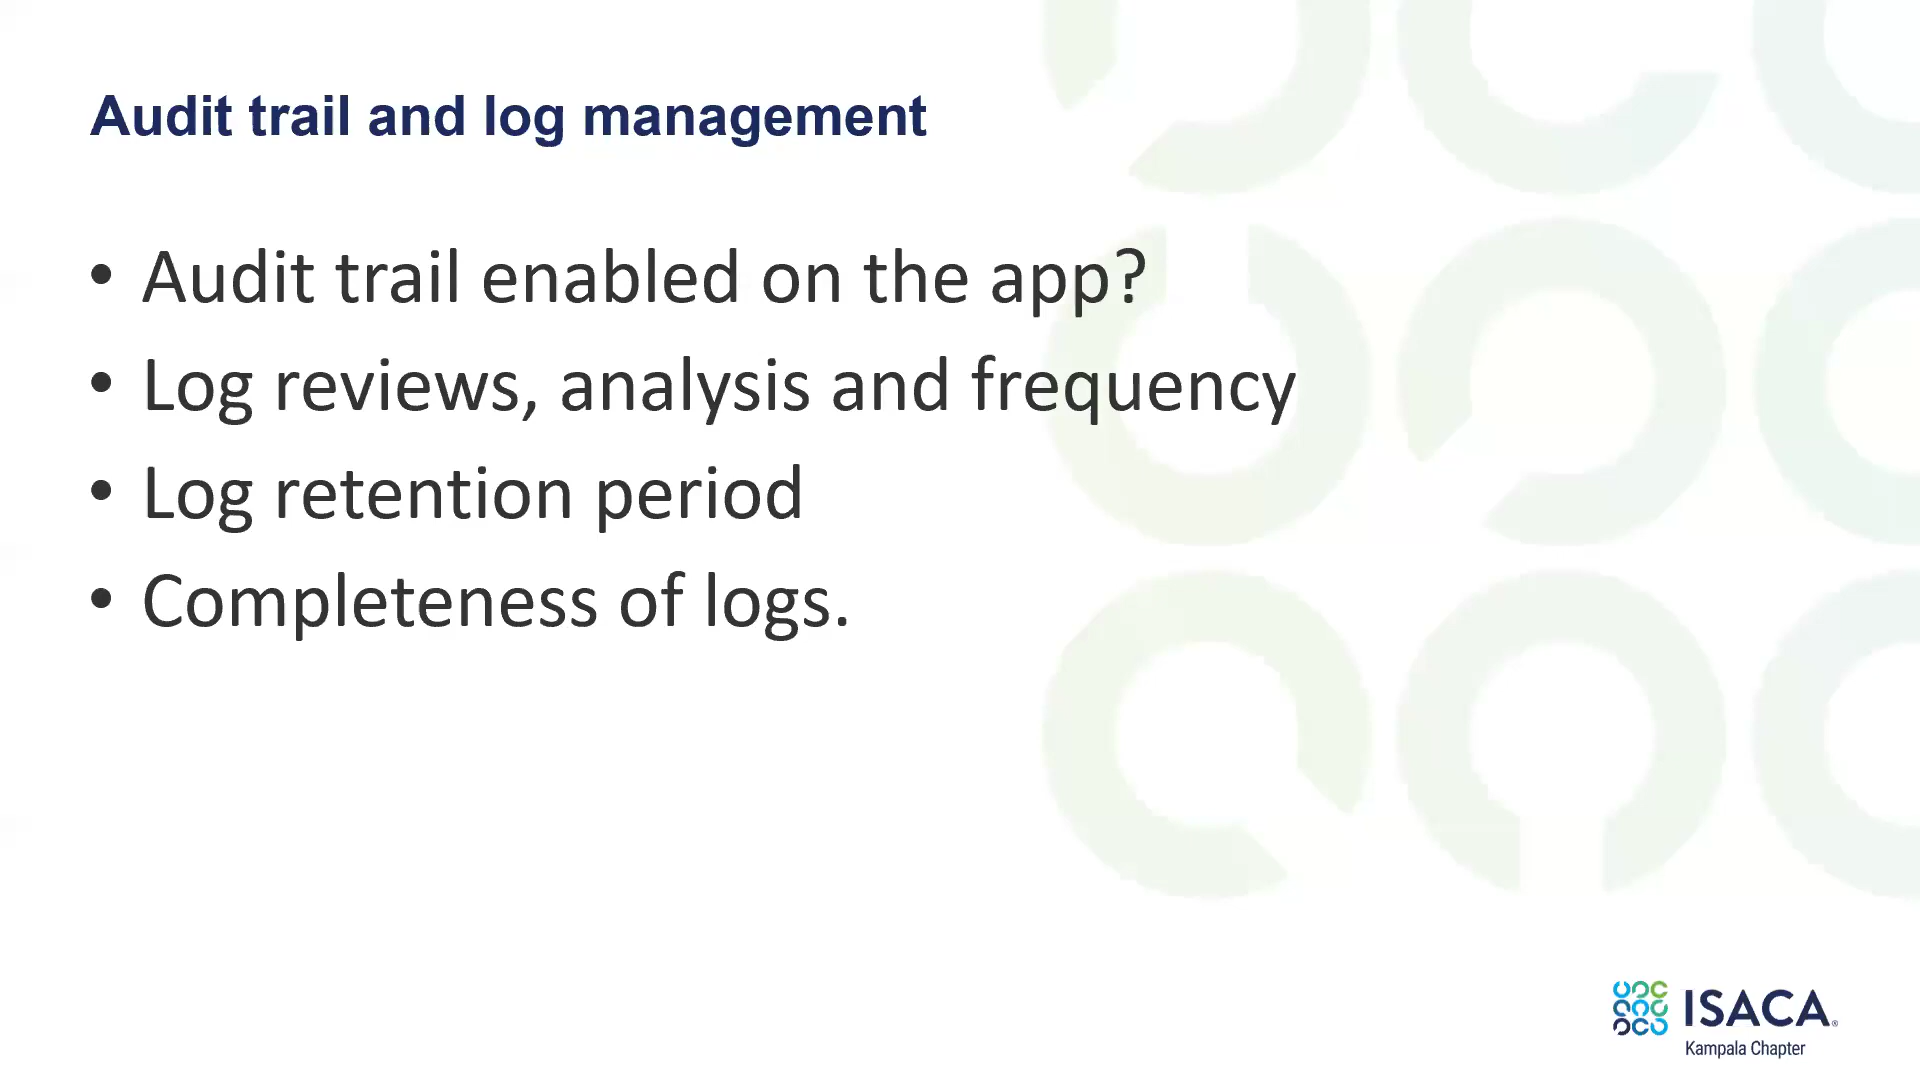 Audit trail and log management
• Audit trail enabled on the app?
• Log reviews, analysis and frequency
• Log retention period
• Completeness of logs.
ISACA®
Kampala Chapter